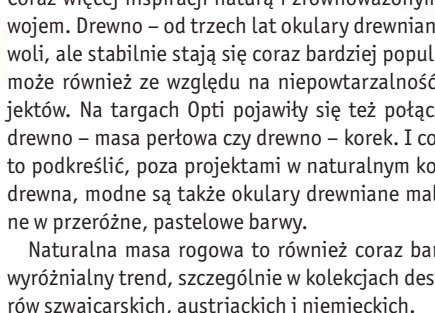 coraz więcej inspiracji naturą i zrównoważonym
wojem. Drewno – od trzech lat okulary drewnian
woli, ale stabilnie stają się coraz bardziej popul
może również ze względu na niepowtarzalność
jektów. Na targach Opti pojawiły się też połąc
drewno – masa perłowa czy drewno – korek. I co
to podkreślić, poza projektami w naturalnym ko
drewna, modne są także okulary drewniane mal
ne w przeróżne, pastelowe barwy.
Naturalna masa rogowa to również coraz bar
wyróżnialny trend, szczególnie w kolekcjach des
rów szwajcarskich, austriackich i niemieckich.